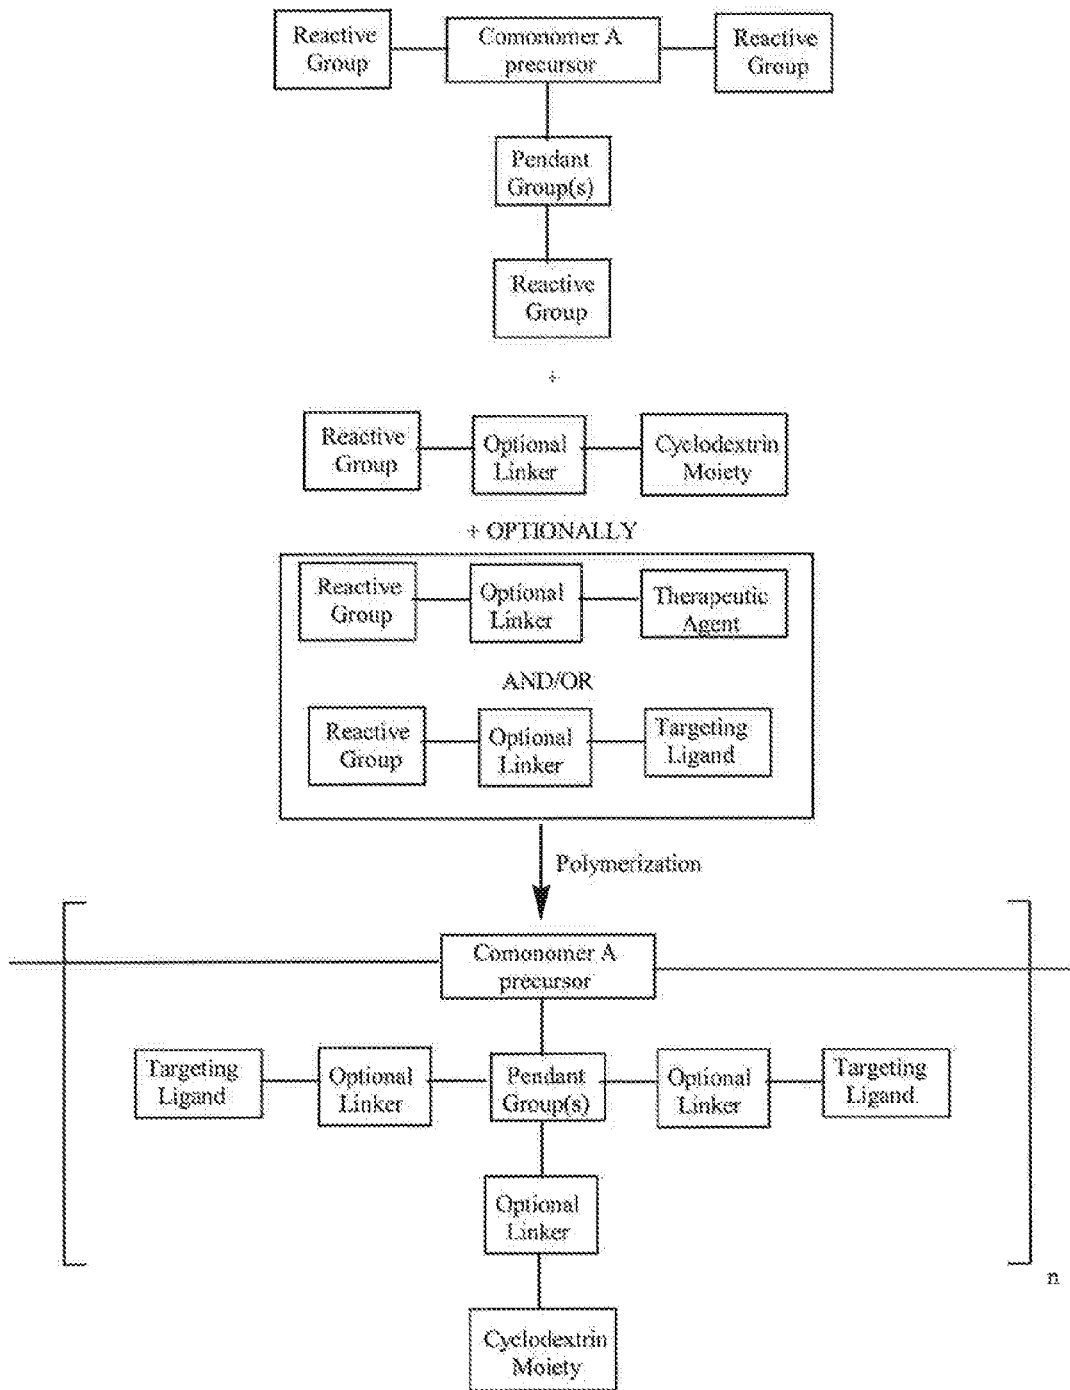 Reactive
Group
Comonomer A
precursor
Reactive
Group
Pendant
Group(s)
Reactive
Group
+
Reactive
Group
Optional
Linker
Cyclodextrin
Moiety
+ OPTIONALLY
Reactive
Group
Optional
Linker
Therapeutic
Agent
AND/OR
Reactive
Group
Optional
Linker
Targeting
Ligand
Polymerization
Comonomer A
precursor
Targeting
Ligand
Optional
Linker
Pendant
Group(s)
Optional
Linker
Targeting
Ligand
Optional
Linker
n
Cyclodextrin
Moiety